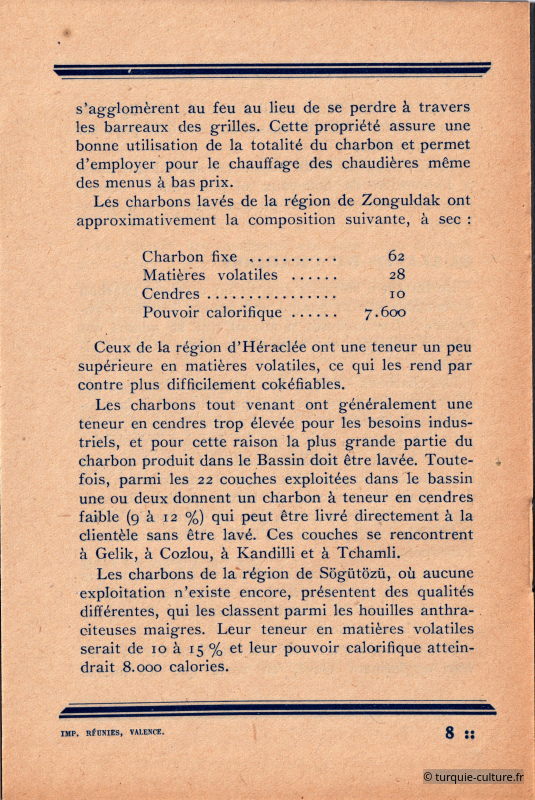 s'agglomèrent au feu au lieu de se perdre à travers
les barreaux des grilles. Cette propriété assure une
bonne utilisation de la totalité du charbon et permet
d'employer pour le chauffage des chaudières même
des menus à bas prix.
Les charbons lavés de la région de Zonguldak ont
approximativement la composition suivante, à sec :
Charbon fixe ........... 62
Matières volatiles ...... 28
Cendres ................ 10
Pouvoir calorifique ...... 7.600
Ceux de la région d'Héraclée ont une teneur un peu
supérieure en matières volatiles, ce qui les rend par
contre plus difficilement cokéfiables.
Les charbons tout venant ont généralement une
teneur en cendres trop élevée pour les besoins indus-
triels, et pour cette raison la plus grande partie du
charbon produit dans le Bassin doit être lavée. Toute-
fois, parmi les 22 couches exploitées dans le bassin
une ou deux donnent un charbon à teneur en cendres
faible (9 à 12 %) qui peut être livré directement à la
clientèle sans être lavé. Ces couches se rencontrent
à Gelik, à Cozlou, à Kandilli et à Tchamli.
Les charbons de la région de Sögütözü, où aucune
exploitation n'existe encore, présentent des qualités
différentes, qui les classent parmi les houilles anthra-
citeuses maigres. Leur teneur en matières volatiles
serait de 10 à 15 % et leur pouvoir calorifique attein-
drait 8.000 calories.
IMP. RÉUNIES, VALENCE. 8 ::
© turquie-culture.fr